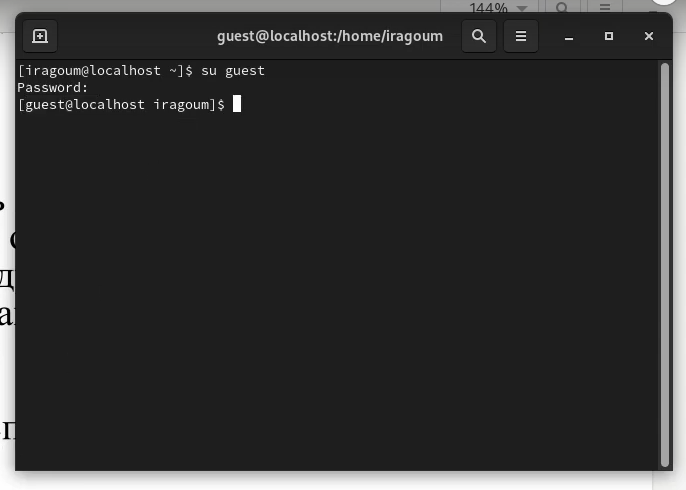 144%
guest@localhost:/home/iragoum
[iragoum@localhost ~]$ su guest
Password:
[guest@localhost iragoum]$